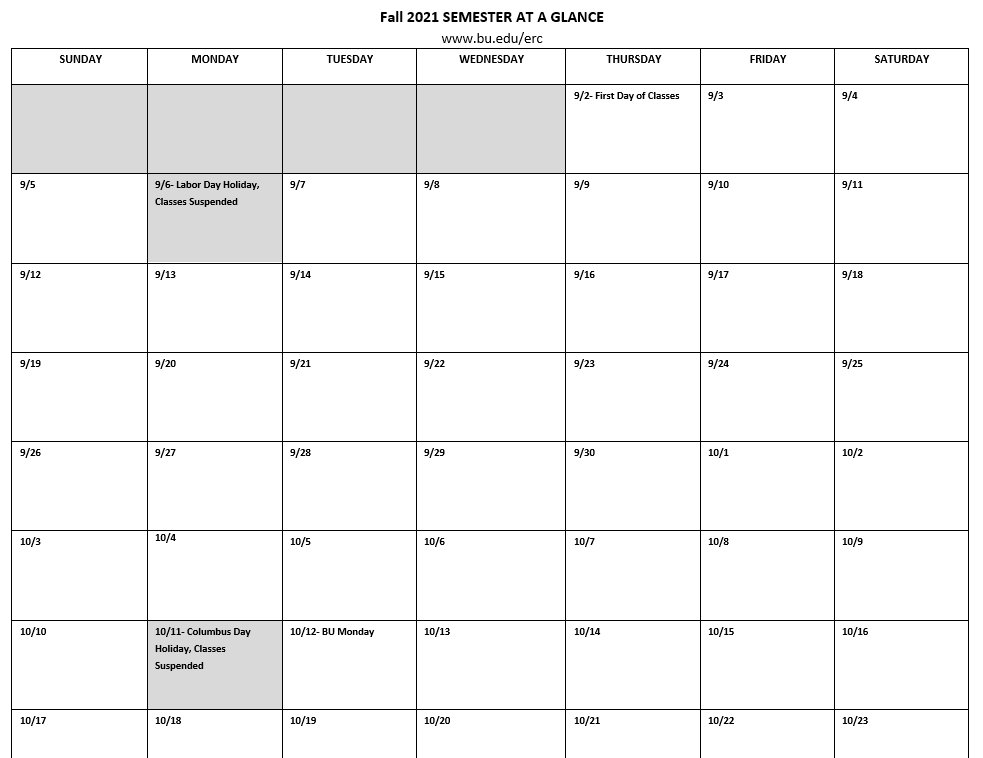 Fall 2021 SEMESTER AT A GLANCE
www.bu.edu/erc
SUNDAY MONDAY TUESDAY WEDNESDAY THURSDAY FRIDAY SATURDAY
9/2- First Day of Classes 9/3 9/4
9/5 9/6- Labor Day Holiday, 9/7 9/8 9/9 9/10 9/11
Classes Suspended
9/12 9/13 9/14 9/15 9/16 9/17 9/18
9/19 9/20 9/21 9/22 9/23 9/24 9/25
9/26 9/27 9/28 9/29 9/30 10/1 10/2
10/3 10/4 10/5 10/6 10/7 10/8 10/9
10/10 10/11- Columbus Day 10/12- BU Monday 10/13 10/14 10/15 10/16
Holiday, Classes
Suspended
10/17 10/18 10/19 10/20 10/21 10/22 10/23